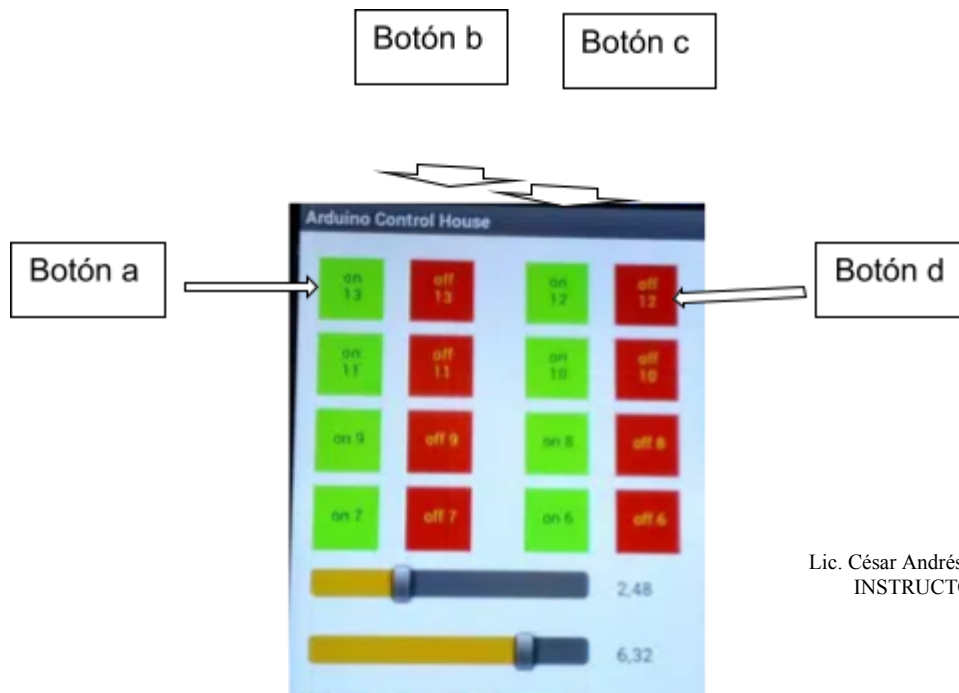 Botón b
Botón c
Botón a
Botón d
Arduino Control House
on
13
off
13
on
12
off
12
on
11
off
11
on
10
off
10
on 9
off 9
on 8
off 8
on 7
off 7
on 6
off 6
2,48
6,32
Lic. César Andrés